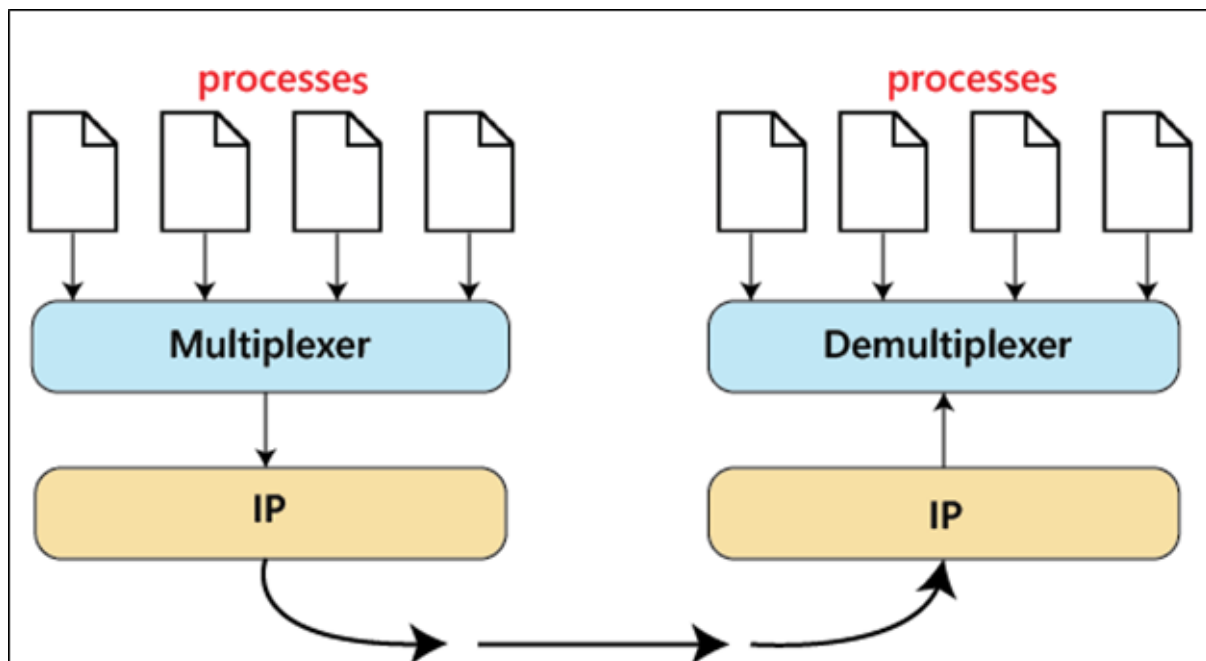 processes
processes
Multiplexer
Demultiplexer
IP
IP